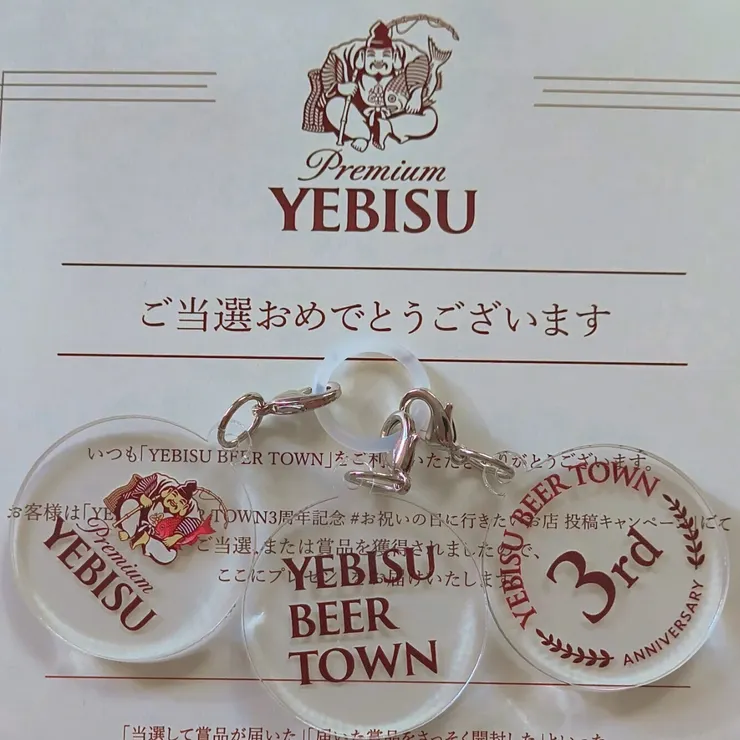 Premium
YEBISU
ご当選おめでとうございます
いつも「YEBISU BEER TOWN」をご利用いただきありがとうございます。
お客様は「YEBISU BEER TOWN3周年記念 #お祝いの日に行きたいお店 投稿キャンペーン」にて
ご当選、または賞品を獲得されましたので、
ここにプレゼントをお届けいたします
Premium
YEBISU
YEBISU
BEER
TOWN
YEBISU BEER TOWN
3rd
ANNIVERSARY
「当選して賞品が届いた」「届いた賞品をさっそく開封した」といった